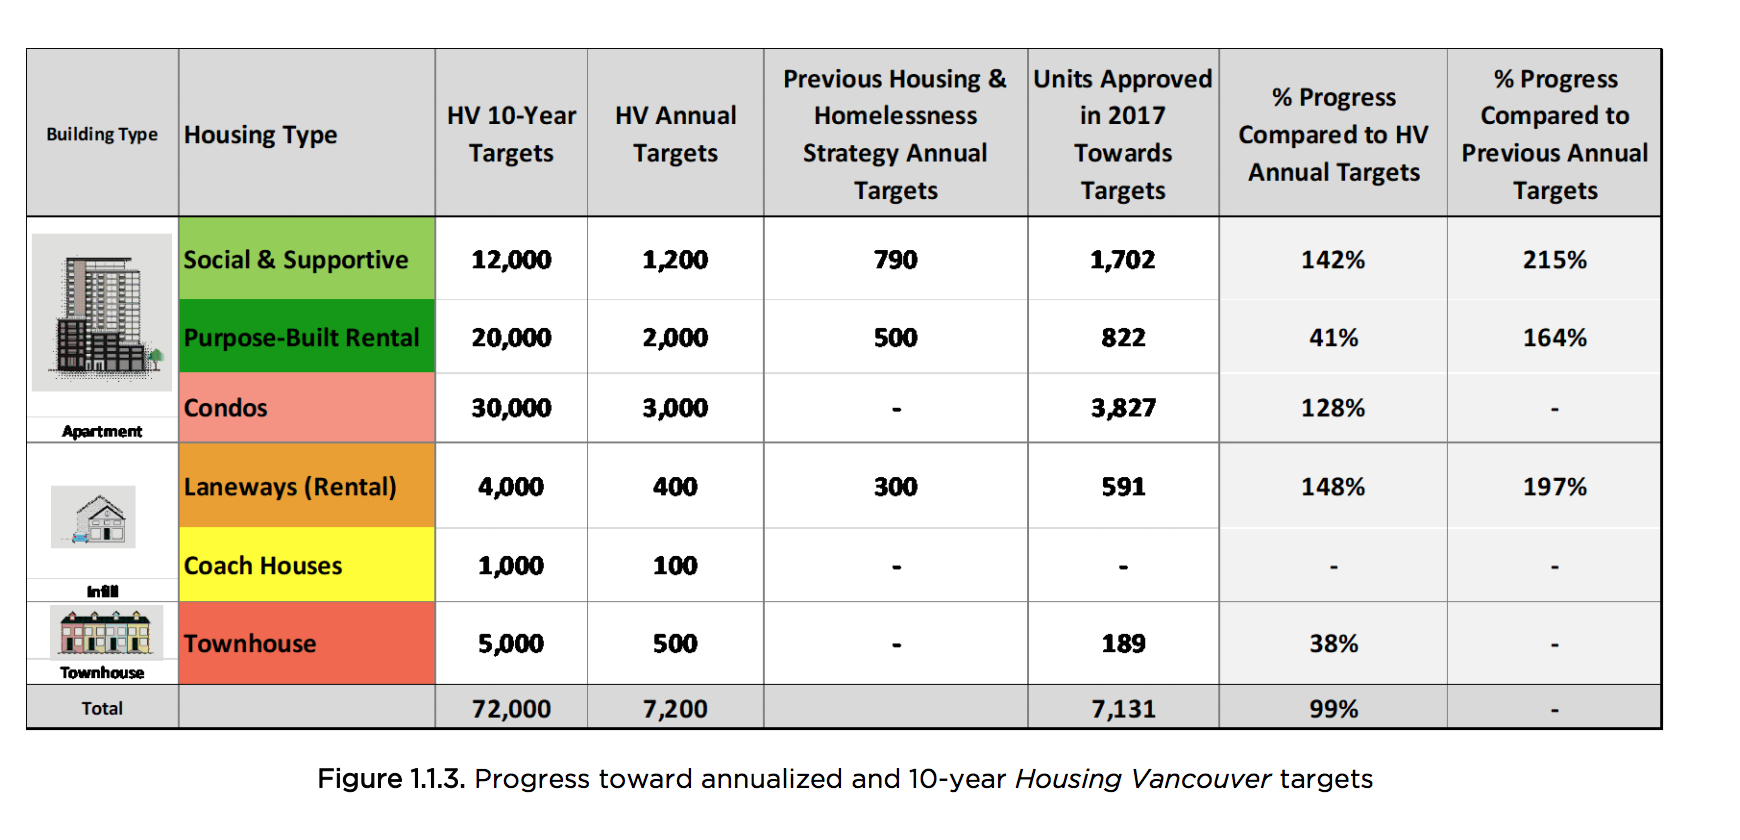 Building Type Housing Type HV 10-Year Targets HV Annual Targets Previous Housing & Homelessness Strategy Annual Targets Units Approved in 2017 Towards Targets % Progress Compared to HV Annual Targets % Progress Compared to Previous Annual Targets
Social & Supportive 12,000 1,200 790 1,702 142% 215%
Purpose-Built Rental 20,000 2,000 500 822 41% 164%
Condos 30,000 3,000 - 3,827 128% -
Apartment
Laneways (Rental) 4,000 400 300 591 148% 197%
Coach Houses 1,000 100 - - - -
Infill
Townhouse 5,000 500 - 189 38% -
Townhouse
Total 72,000 7,200 7,131 99% -
Figure 1.1.3. Progress toward annualized and 10-year Housing Vancouver targets